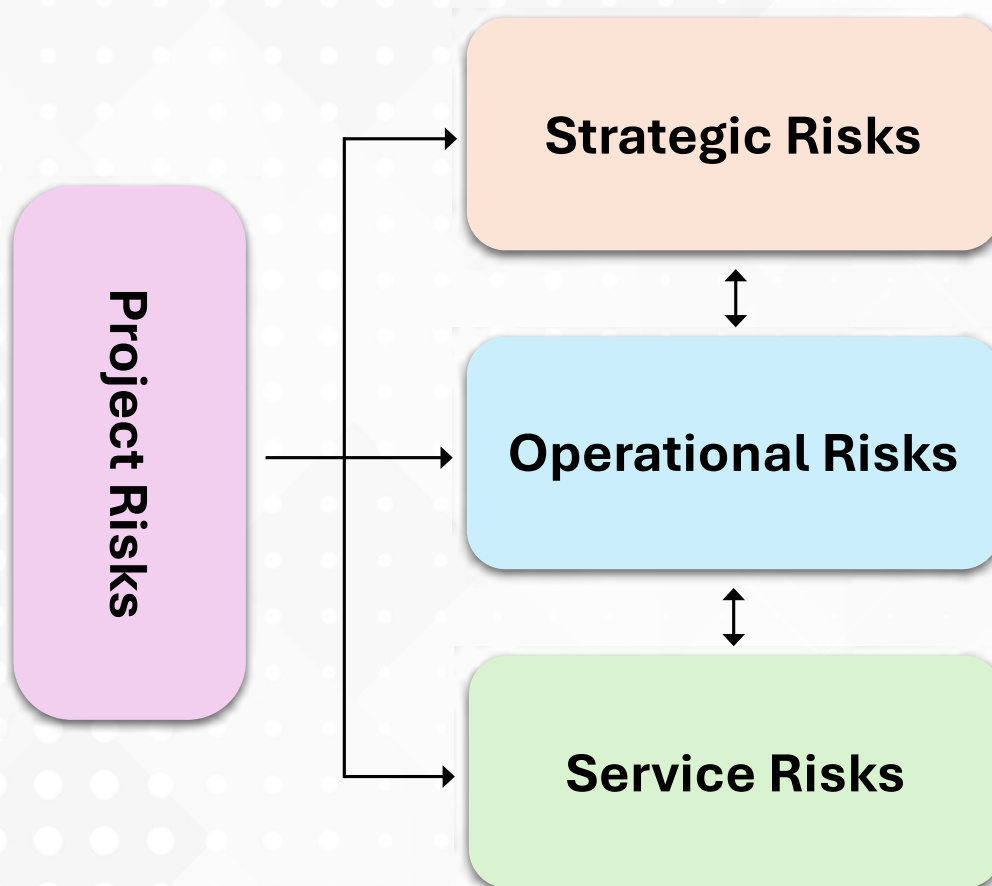 Project Risks
Strategic Risks
Operational Risks
Service Risks